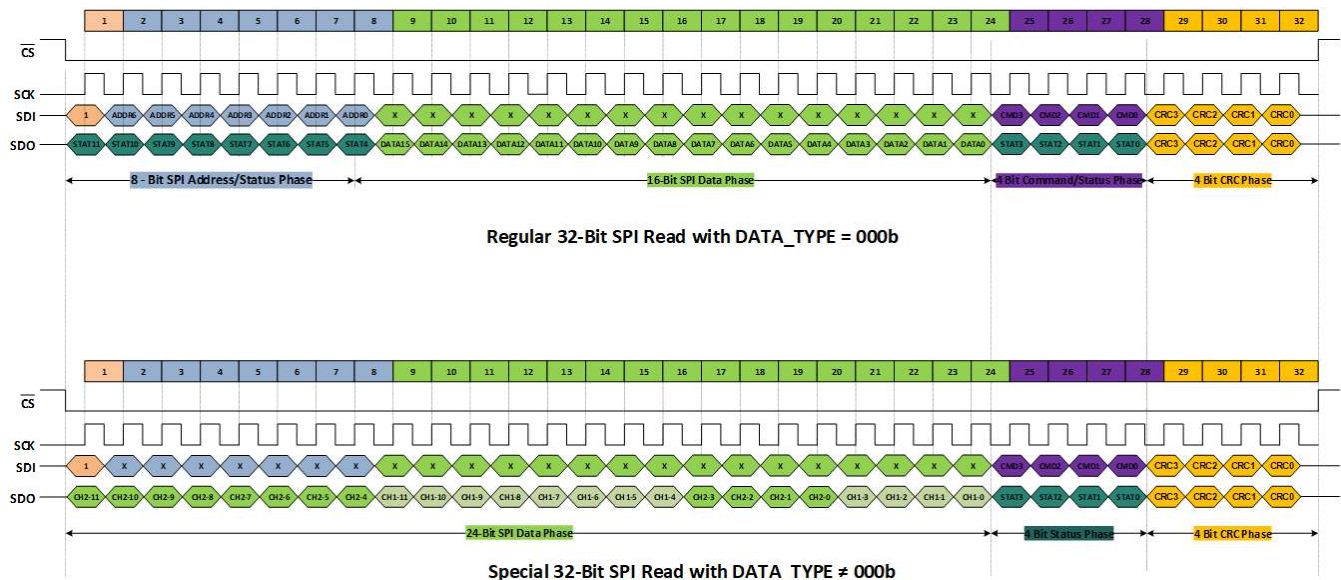 1 2 3 4 5 6 7 8 9 10 11 12 13 14 15 16 17 18 19 20 21 22 23 24 25 26 27 28 29 30 31 32
CS
SCK
SDI 1 ADDR6 ADDR5 ADDR4 ADDR3 ADDR2 ADDR1 ADDR0 X X X X X X X X X X X X X X X X CMD3 CMD2 CMD1 CMD0 CRC3 CRC2 CRC1 CRC0
SDO STAT11 STAT10 STAT9 STAT8 STAT7 STAT6 STAT5 STAT4 DATA15 DATA14 DATA13 DATA12 DATA11 DATA10 DATA9 DATA8 DATA7 DATA6 DATA5 DATA4 DATA3 DATA2 DATA1 DATA0 STAT3 STAT2 STAT1 STAT0 CRC3 CRC2 CRC1 CRC0
8 - Bit SPI Address/Status Phase 16-Bit SPI Data Phase 4 Bit Command/Status Phase 4 Bit CRC Phase
Regular 32-Bit SPI Read with DATA_TYPE = 000b
1 2 3 4 5 6 7 8 9 10 11 12 13 14 15 16 17 18 19 20 21 22 23 24 25 26 27 28 29 30 31 32
CS
SCK
SDI 1 X X X X X X X X X X X X X X X X X X X X X X X CMD3 CMD2 CMD1 CMD0 CRC3 CRC2 CRC1 CRC0
SDO CH2-11 CH2-10 CH2-9 CH2-8 CH2-7 CH2-6 CH2-5 CH2-4 CH1-11 CH1-10 CH1-9 CH1-8 CH1-7 CH1-6 CH1-5 CH1-4 CH2-3 CH2-2 CH2-1 CH2-0 CH1-3 CH1-2 CH1-1 CH1-0 STAT3 STAT2 STAT1 STAT0 CRC3 CRC2 CRC1 CRC0
24-Bit SPI Data Phase 4 Bit Status Phase 4 Bit CRC Phase
Special 32-Bit SPI Read with DATA_TYPE ≠ 000b